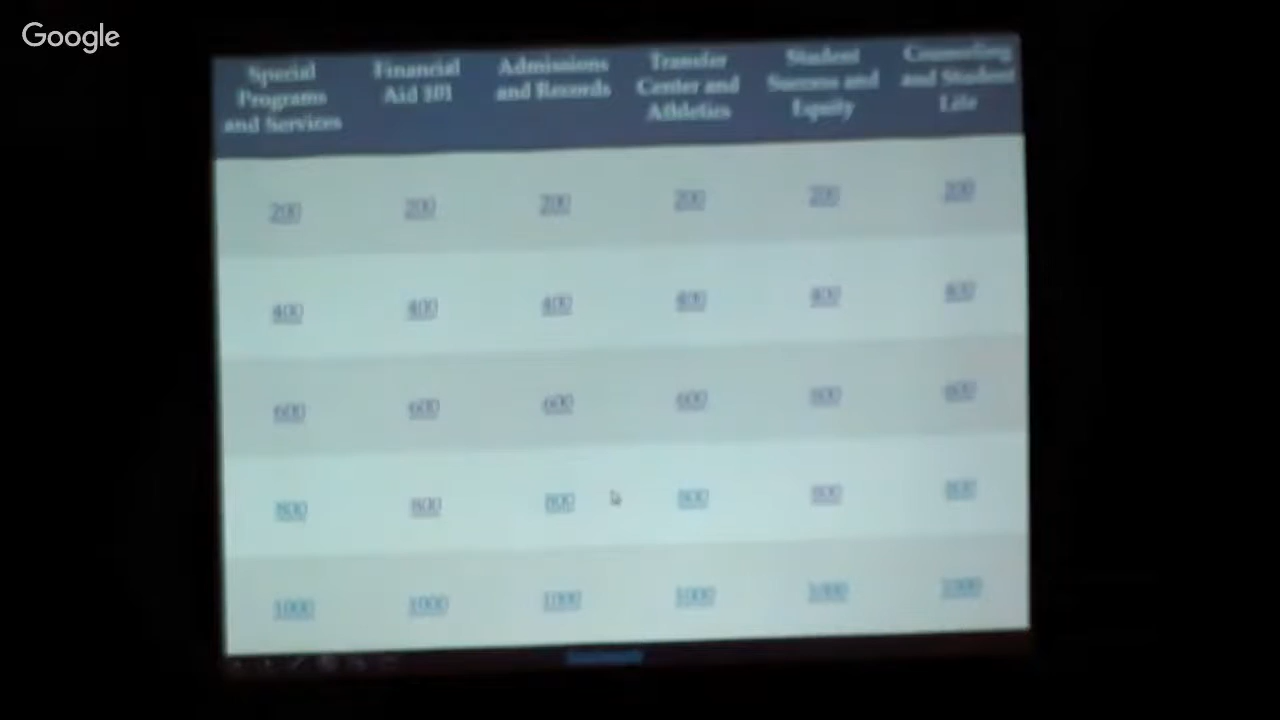 Google
Special
Programs
and Services
Financial
Aid 101
Admissions
and Records
Transfer
Center and
Athletics
Student
Success and
Equity
Counseling
and Student
Life
200 200 200 200 200 200
400 400 400 400 400 400
600 600 600 600 600 600
800 800 800 800 800 800
1000 1000 1000 1000 1000 1000